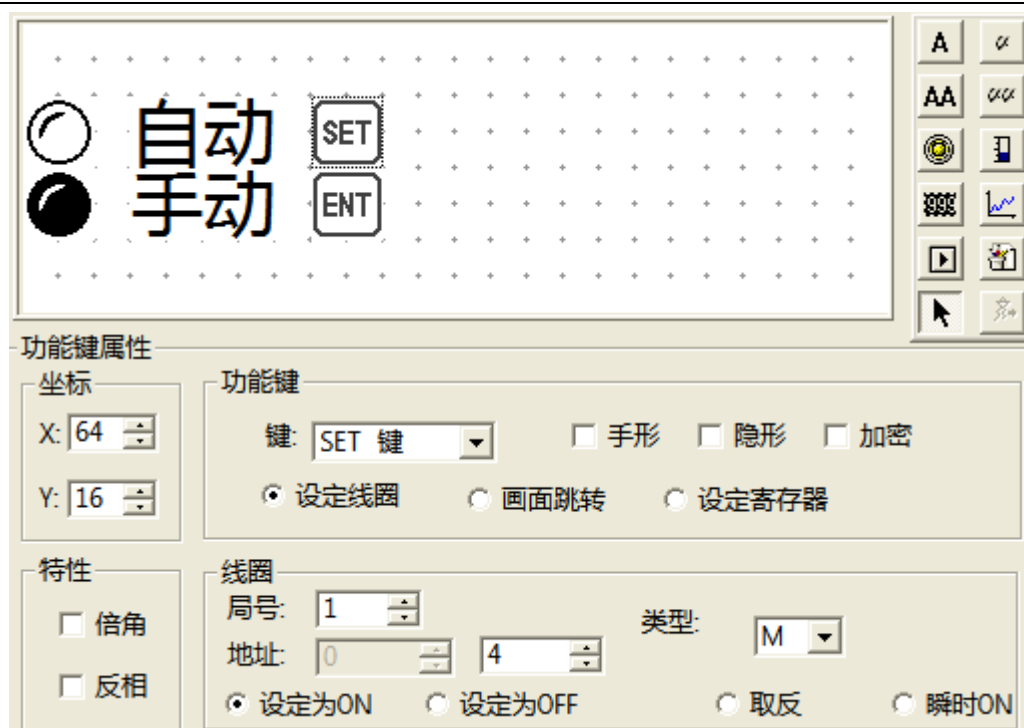 自动 SET
手动 ENT
A α
AA αα
功能键属性
坐标
X: 64
Y: 16
功能键
键: SET 键 手形 隐形 加密
设定线圈 画面跳转 设定寄存器
特性
倍角
反相
线圈
局号: 1
类型: M
地址: 0 4
设定为ON 设定为OFF 取反 瞬时ON